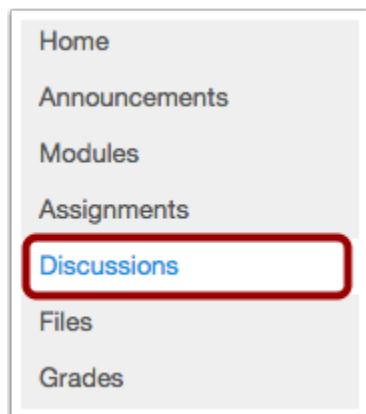 Home
Announcements
Modules
Assignments
Discussions
Files
Grades